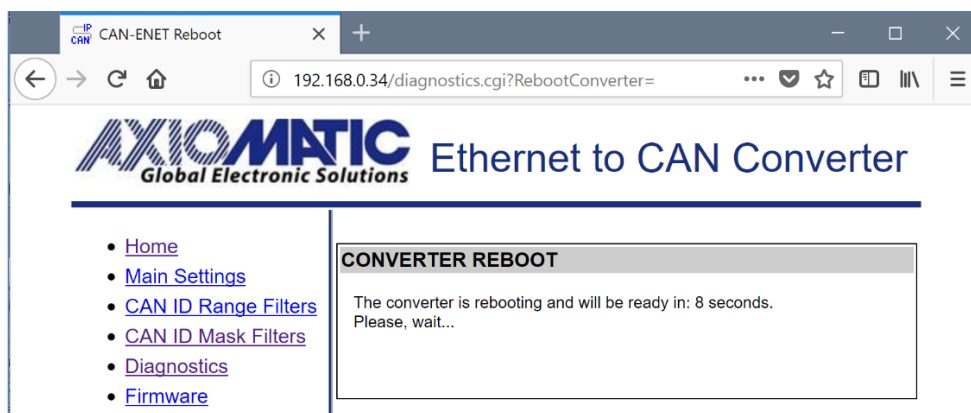 IP
CAN
CAN-ENET Reboot
192.168.0.34/diagnostics.cgi?RebootConverter=
AXIOMATIC
Global Electronic Solutions
Ethernet to CAN Converter
Home
Main Settings
CAN ID Range Filters
CAN ID Mask Filters
Diagnostics
Firmware
CONVERTER REBOOT
The converter is rebooting and will be ready in: 8 seconds.
Please, wait...